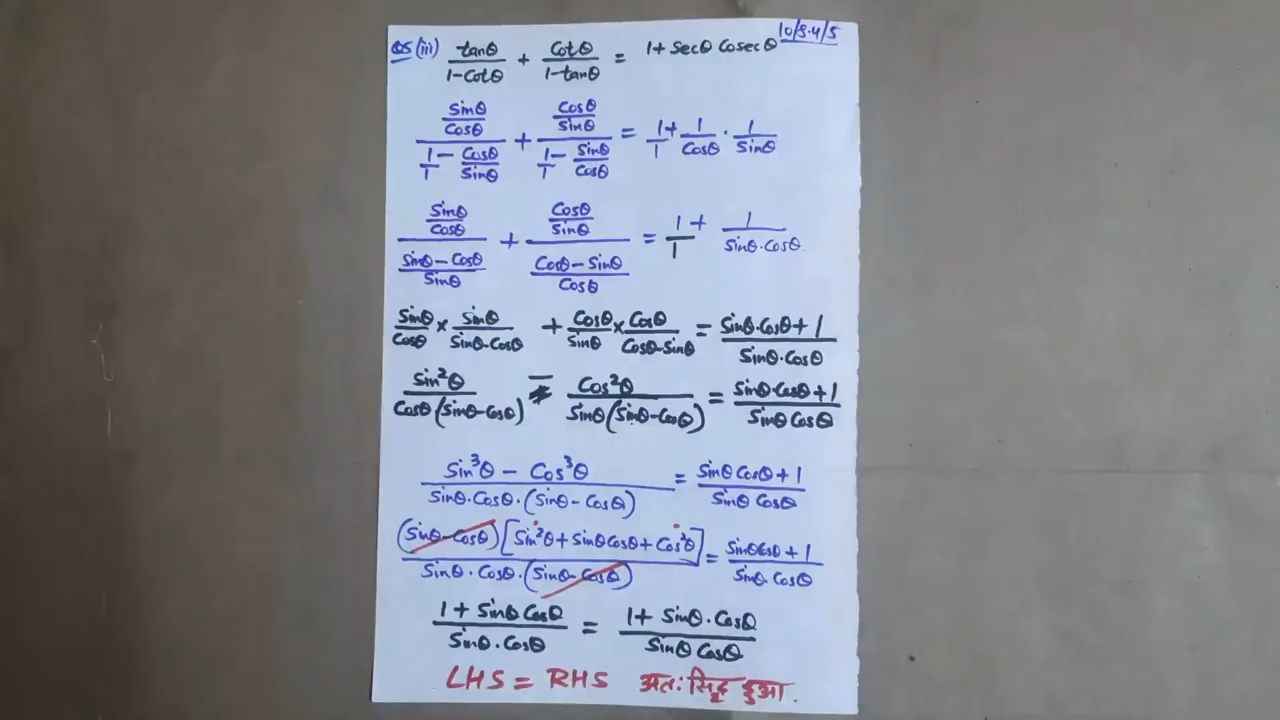 10/8.4/5
Q5 (iii) tanθ/(1-Cotθ) + Cotθ/(1-tanθ) = 1+Secθ Cosecθ
(Sinθ/Cosθ)/(1/1 - Cosθ/Sinθ) + (Cosθ/Sinθ)/(1/1 - Sinθ/Cosθ) = 1/1 + 1/Cosθ · 1/Sinθ
(Sinθ/Cosθ)/((Sinθ-Cosθ)/Sinθ) + (Cosθ/Sinθ)/((Cosθ-Sinθ)/Cosθ) = 1/1 + 1/(Sinθ·Cosθ)
Sinθ/Cosθ × Sinθ/(Sinθ-Cosθ) + Cosθ/Sinθ × Cosθ/(Cosθ-Sinθ) = (Sinθ·Cosθ+1)/(Sinθ·Cosθ)
Sin²θ/(Cosθ(Sinθ-Cosθ)) - Cos²θ/(Sinθ(Sinθ-Cosθ)) = (Sinθ·Cosθ+1)/(Sinθ Cosθ)
(Sin³θ - Cos³θ)/(Sinθ·Cosθ·(Sinθ-Cosθ)) = (Sinθ Cosθ+1)/(Sinθ Cosθ)
(Sinθ-Cosθ)[Sin²θ+Sinθ Cosθ+Cos²θ]/(Sinθ·Cosθ·(Sinθ-Cosθ)) = (Sinθ Cosθ+1)/(Sinθ·Cosθ)
(1+Sinθ Cosθ)/(Sinθ·Cosθ) = (1+Sinθ·Cosθ)/(Sinθ Cosθ)
LHS = RHS अतः सिद्ध हुआ.